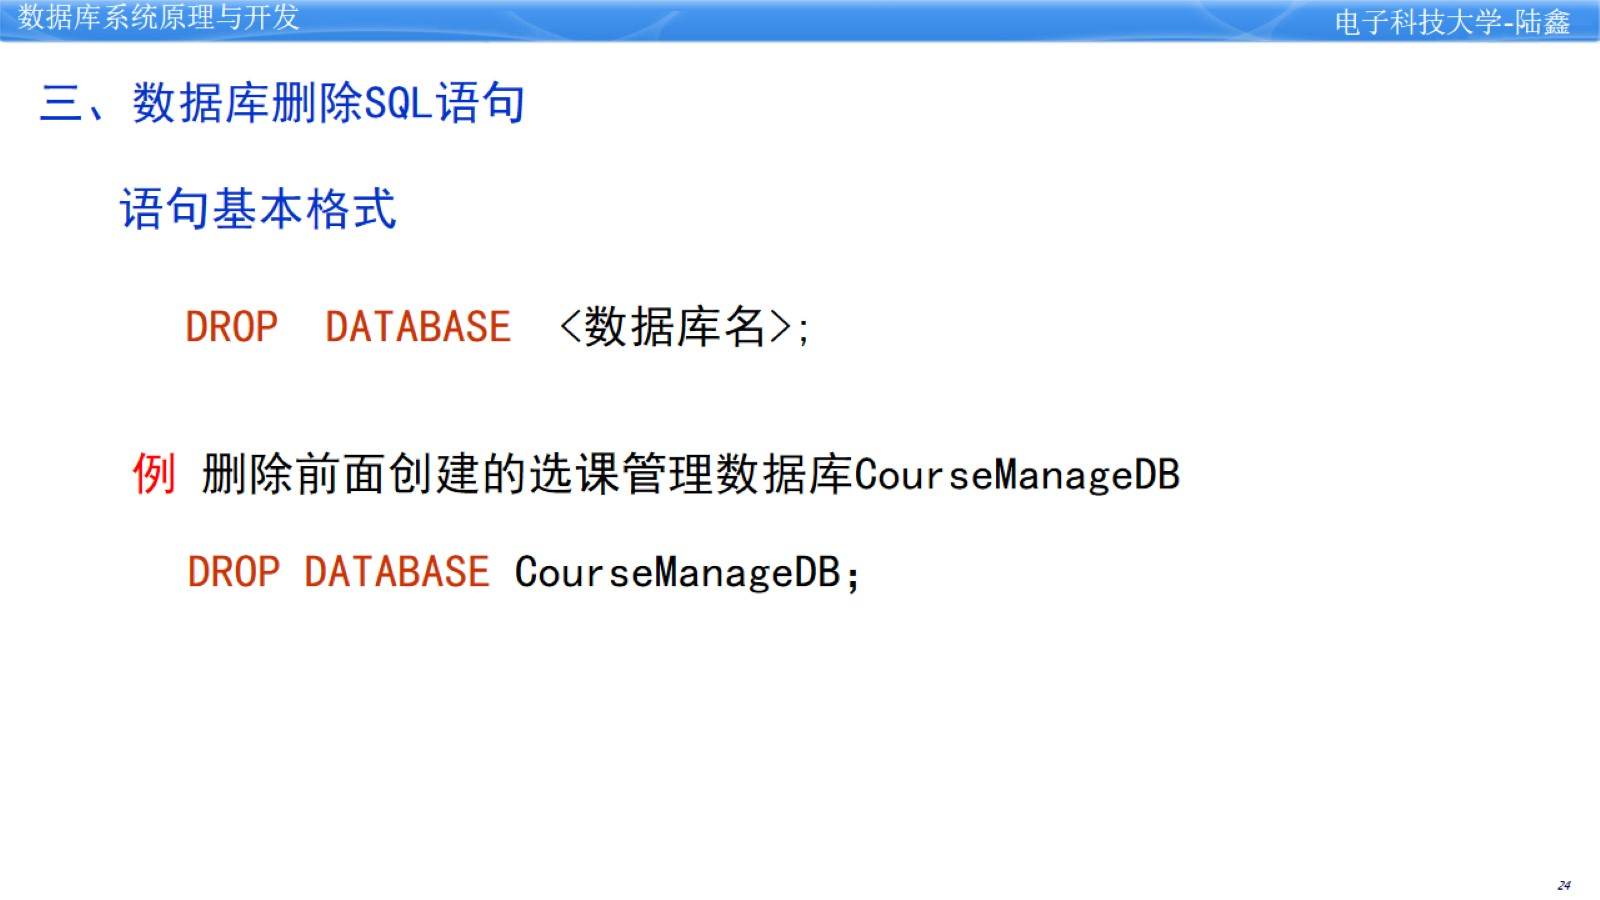 数据库系统原理与开发
电子科技大学-陆鑫
三、数据库删除SQL语句
语句基本格式
DROP DATABASE <数据库名>;
例 删除前面创建的选课管理数据库CourseManageDB
DROP DATABASE CourseManageDB；
24